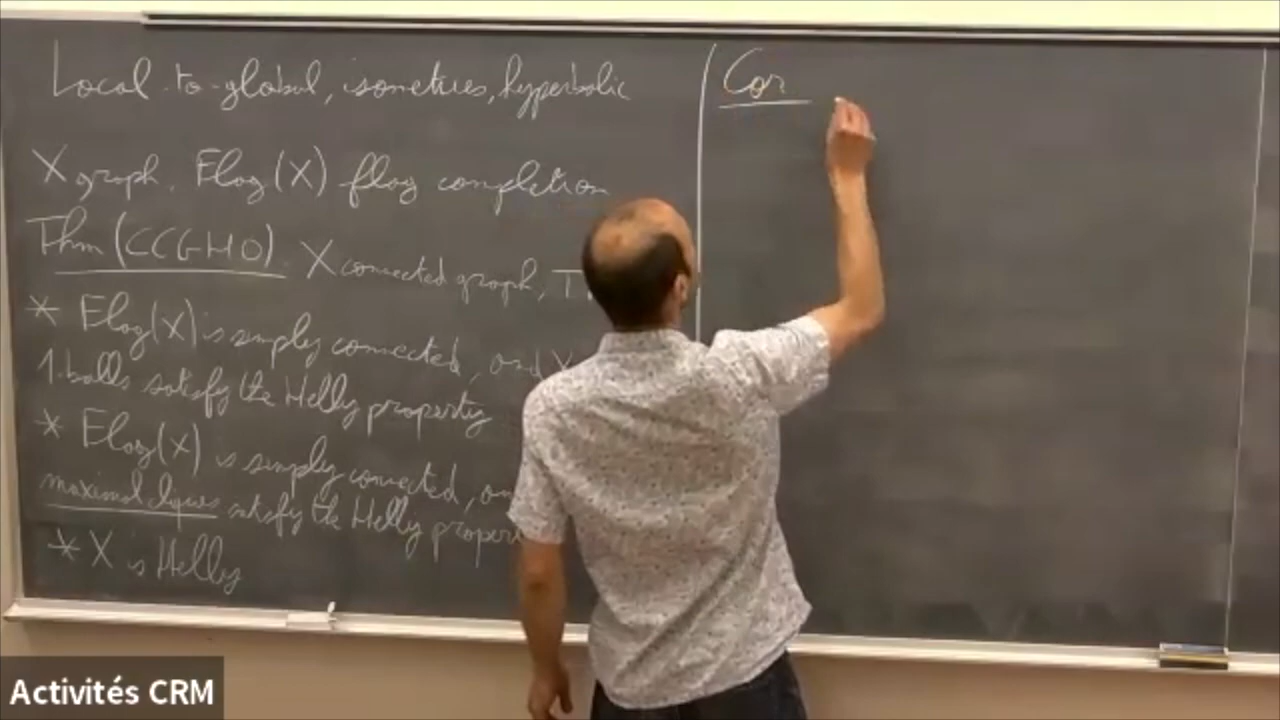 Local-to-global, isometries, hyperbolic
X graph. Flag(X) flag completion
Thm (CCGHO). X connected graph, T
* Flag(X) is simply connected, and X
1-balls satisfy the Helly property
* Flag(X) is simply connected, an
maximal cliques satisfy the Helly proper
* X is Helly
Cor
Activités CRM